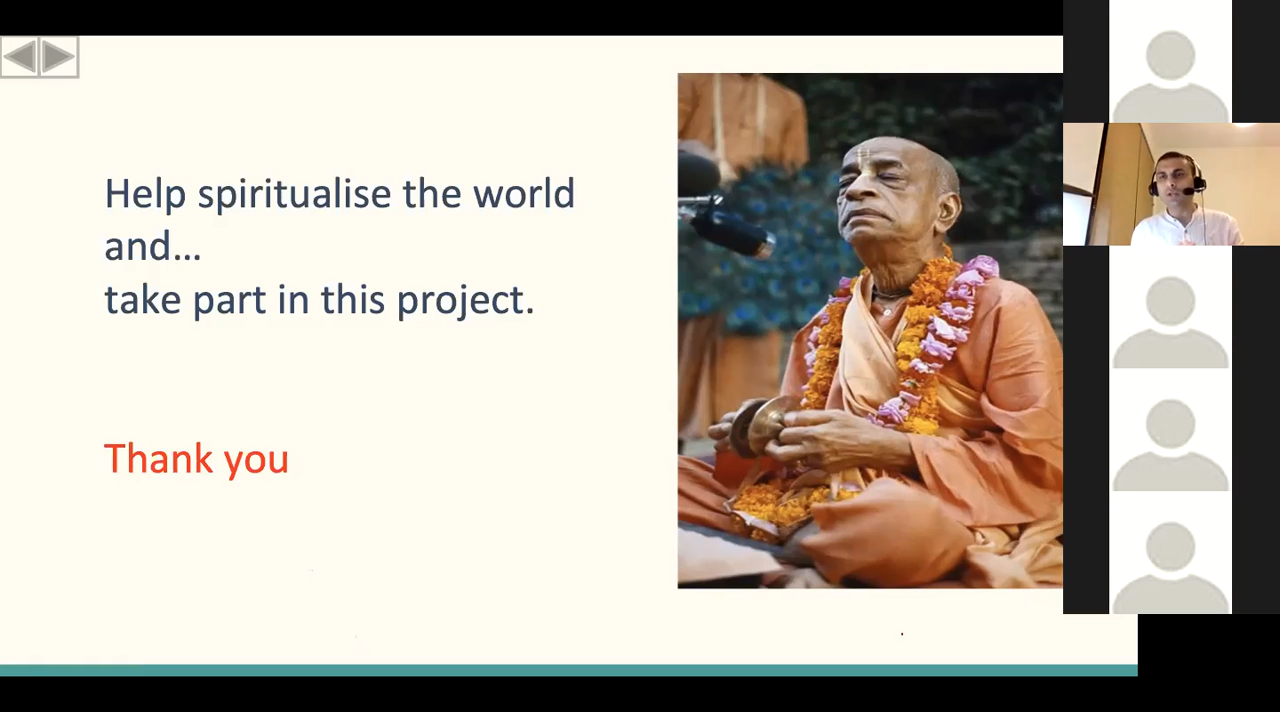 Help spiritualise the world
and...
take part in this project.
Thank you